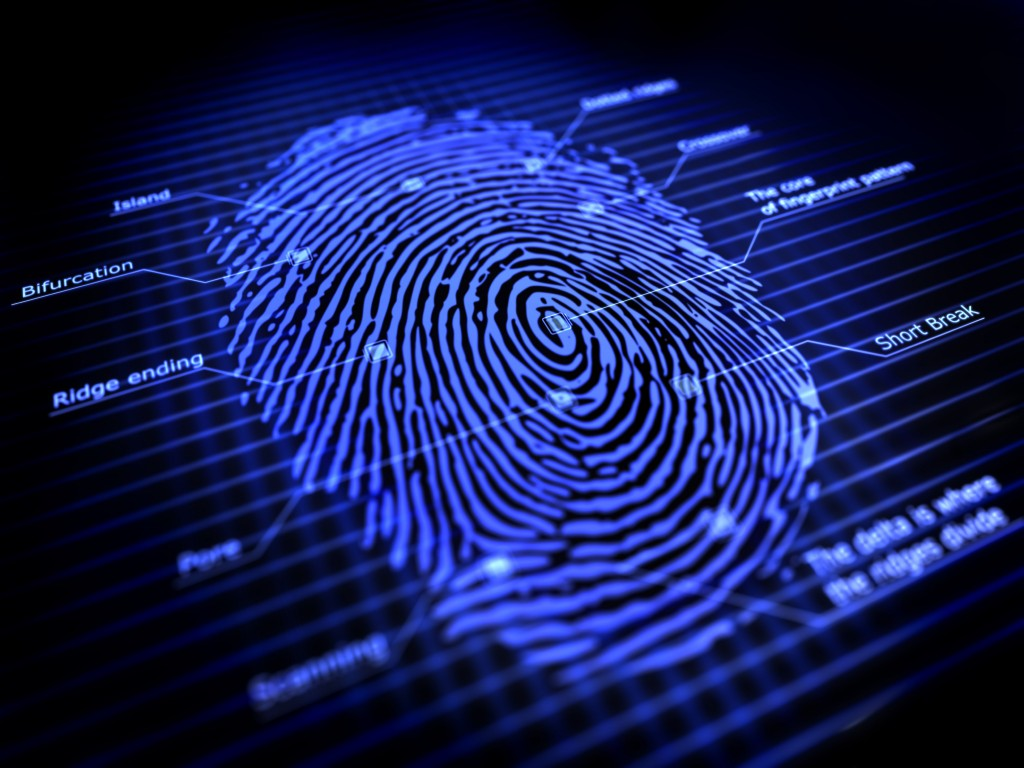 Island
Crossover
The core
of fingerprint pattern
Bifurcation
Short Break
Ridge ending
The delta is where
the ridges divide
Pore
Scanning